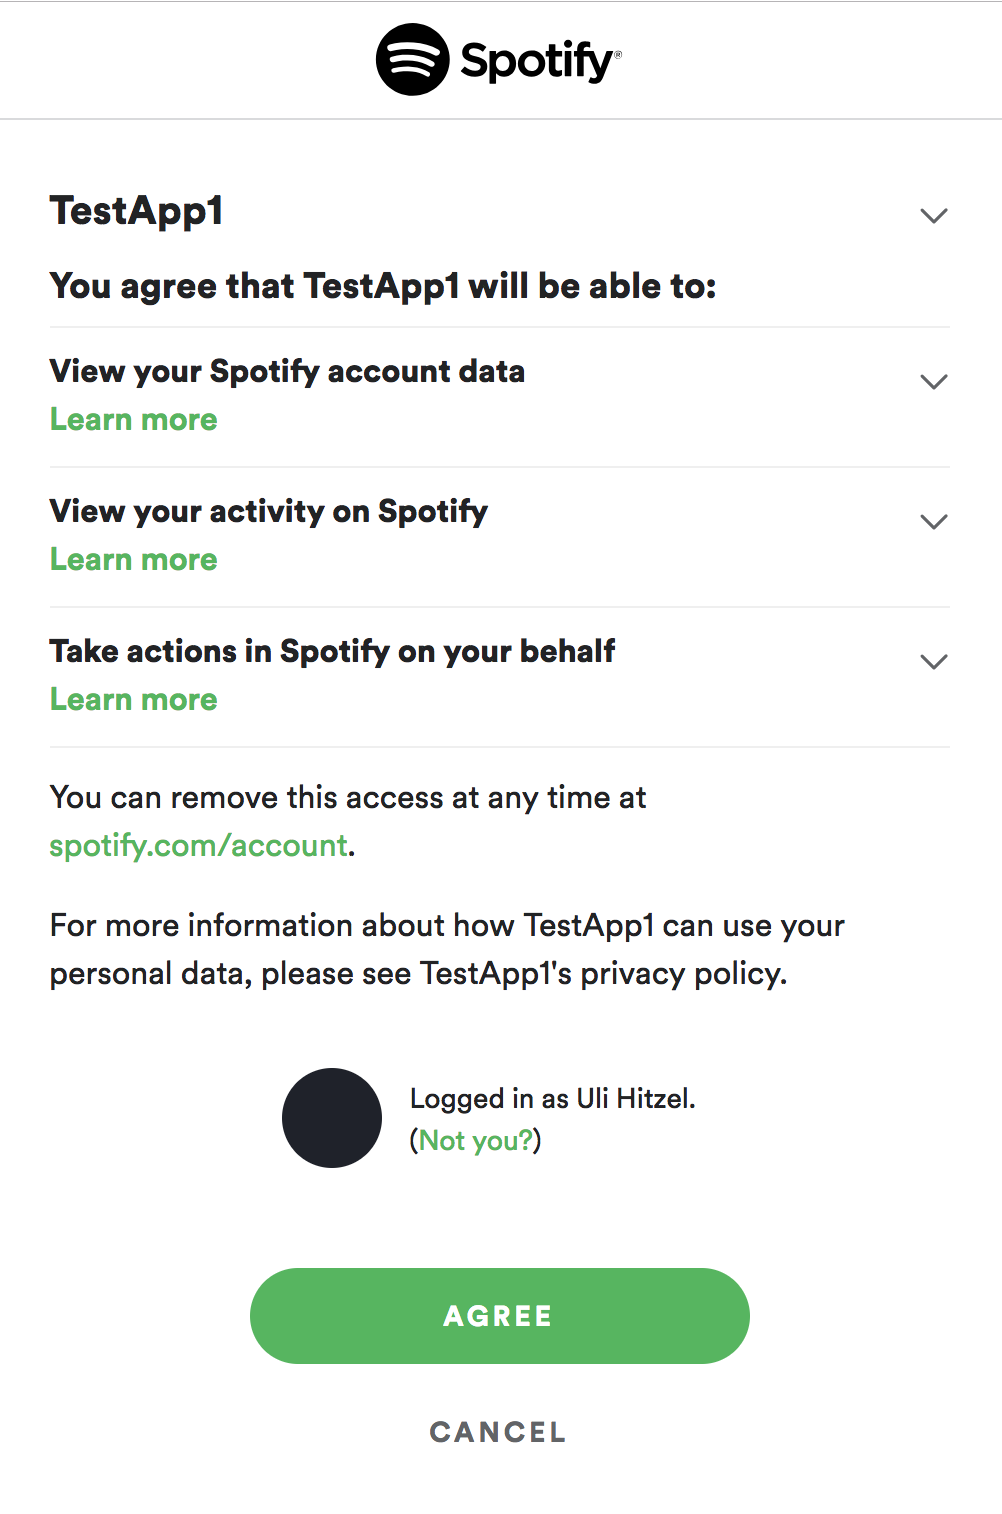 Spotify®
TestApp1
You agree that TestApp1 will be able to:
View your Spotify account data
Learn more
View your activity on Spotify
Learn more
Take actions in Spotify on your behalf
Learn more
You can remove this access at any time at
spotify.com/account.
For more information about how TestApp1 can use your
personal data, please see TestApp1's privacy policy.
Logged in as Uli Hitzel.
(Not you?)
AGREE
CANCEL